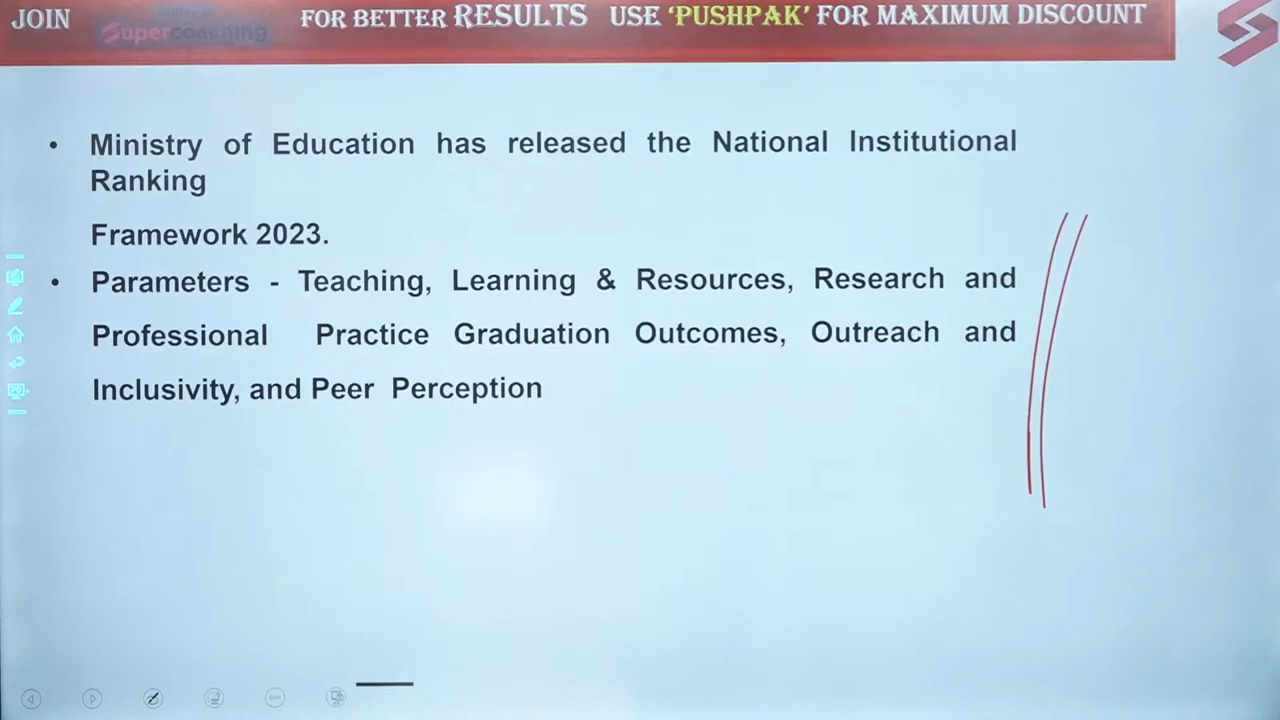 JOIN Supercoaching FOR BETTER RESULTS USE ‘PUSHPAK’ FOR MAXIMUM DISCOUNT
• Ministry of Education has released the National Institutional
Ranking
Framework 2023.
• Parameters - Teaching, Learning & Resources, Research and
Professional Practice Graduation Outcomes, Outreach and
Inclusivity, and Peer Perception